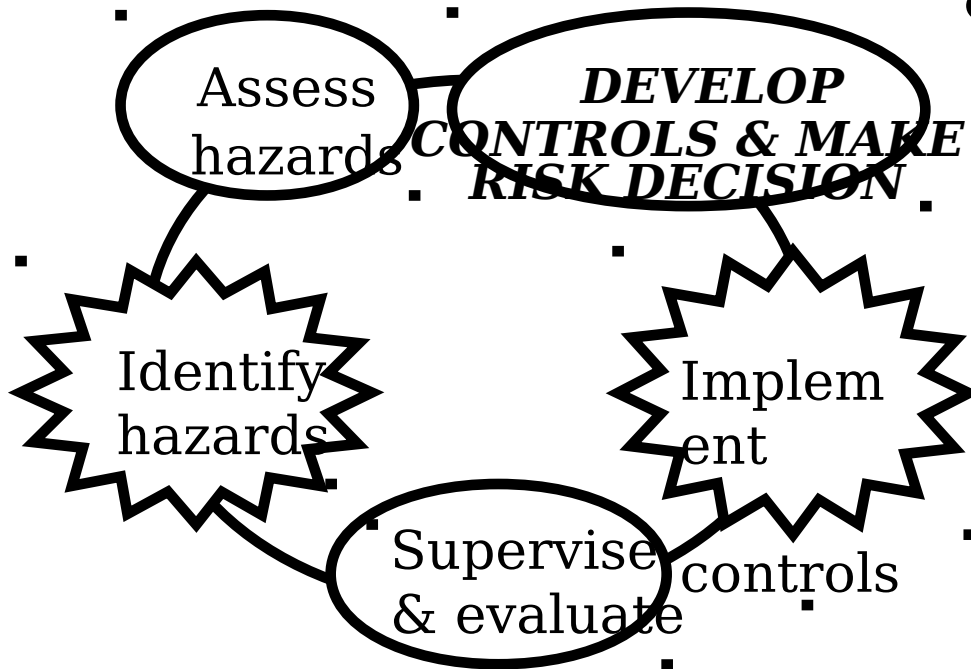 Assess
hazards
DEVELOP
CONTROLS & MAKE
RISK DECISION
Identify
hazards
Implem
ent
controls
Supervise
& evaluate